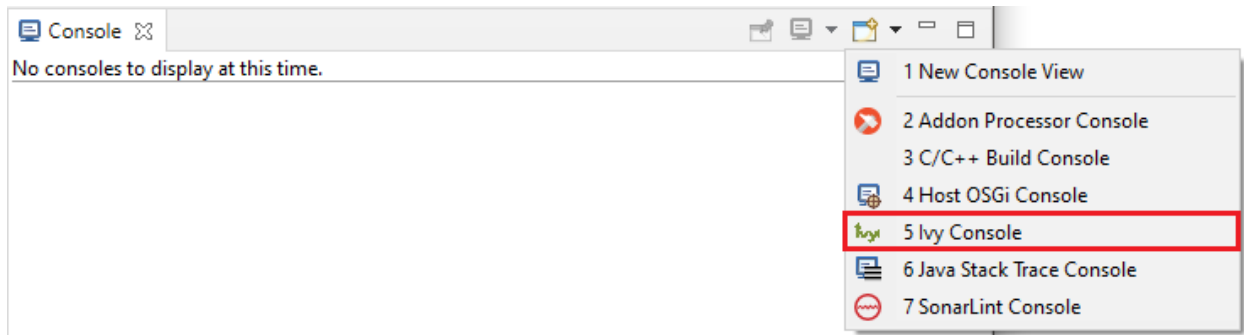 Console
No consoles to display at this time.
1 New Console View
2 Addon Processor Console
3 C/C++ Build Console
4 Host OSGi Console
5 Ivy Console
6 Java Stack Trace Console
7 SonarLint Console